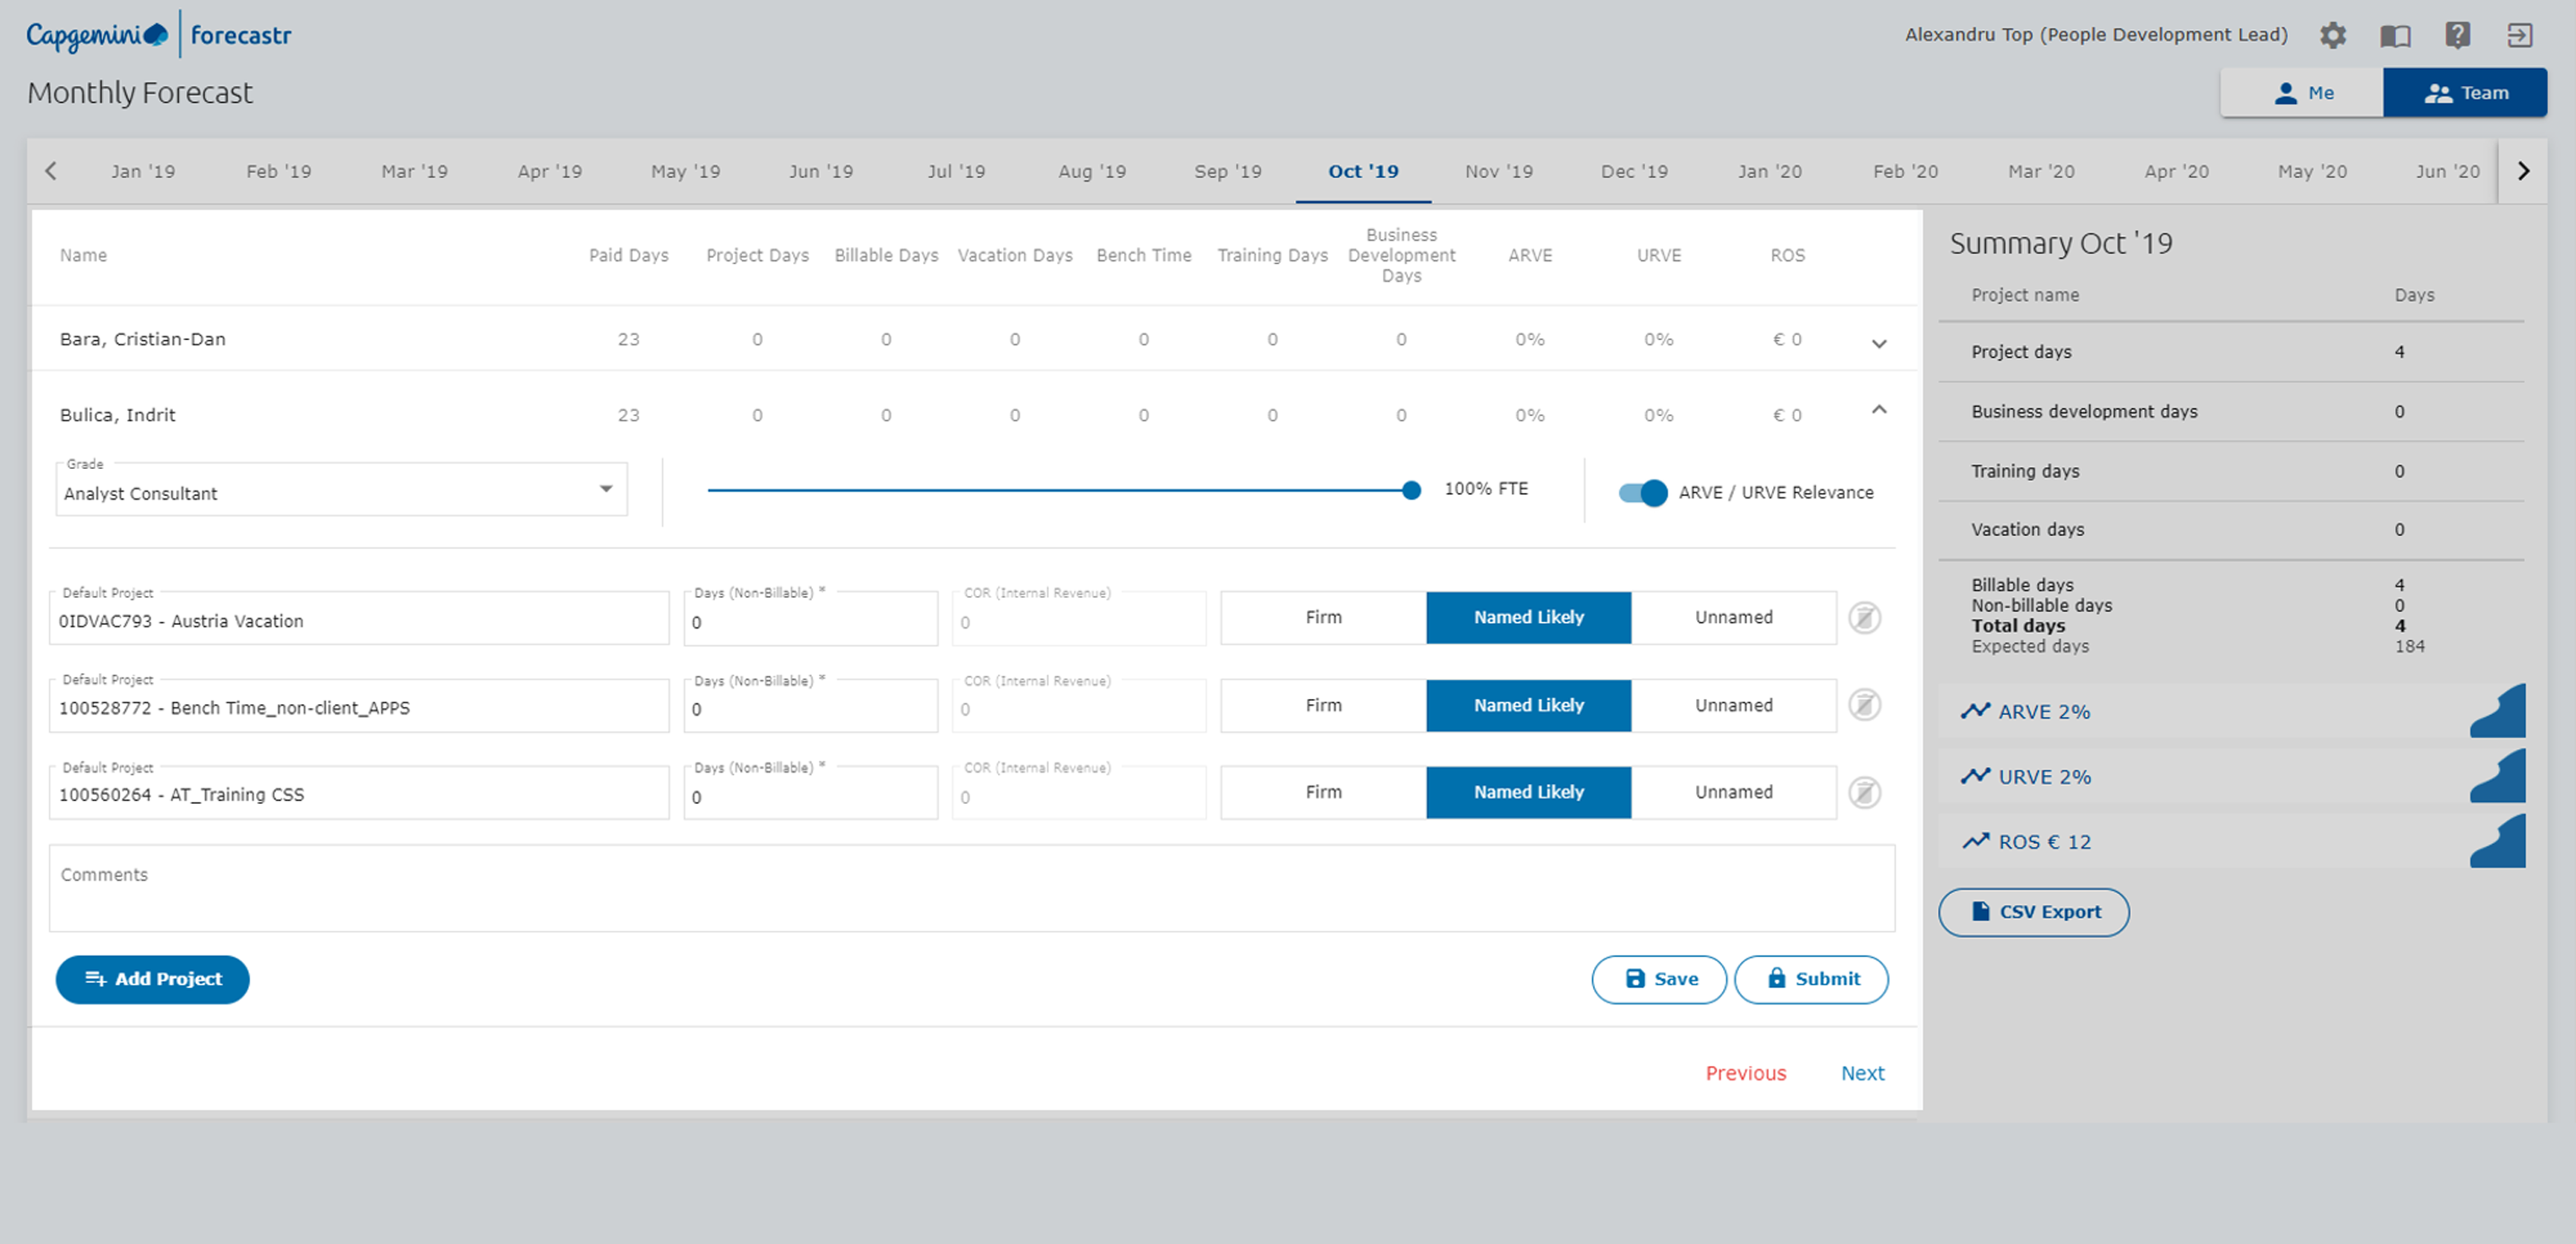 Capgemini forecastr
Alexandru Top (People Development Lead)
Monthly Forecast
Me
Team
Jan '19 Feb '19 Mar '19 Apr '19 May '19 Jun '19 Jul '19 Aug '19 Sep '19 Oct '19 Nov '19 Dec '19 Jan '20 Feb '20 Mar '20 Apr '20 May '20 Jun '20
Name Paid Days Project Days Billable Days Vacation Days Bench Time Training Days Business Development Days ARVE URVE ROS
Bara, Cristian-Dan 23 0 0 0 0 0 0 0% 0% € 0
Bulica, Indrit 23 0 0 0 0 0 0 0% 0% € 0
Grade
Analyst Consultant
100% FTE
ARVE / URVE Relevance
Default Project Days (Non-Billable) * COR (Internal Revenue)
0IDVAC793 - Austria Vacation 0 0 Firm Named Likely Unnamed
Default Project Days (Non-Billable) * COR (Internal Revenue)
100528772 - Bench Time_non-client_APPS 0 0 Firm Named Likely Unnamed
Default Project Days (Non-Billable) * COR (Internal Revenue)
100560264 - AT_Training CSS 0 0 Firm Named Likely Unnamed
Comments
Add Project
Save
Submit
Previous
Next
Summary Oct '19
Project name Days
Project days 4
Business development days 0
Training days 0
Vacation days 0
Billable days 4
Non-billable days 0
Total days 4
Expected days 184
ARVE 2%
URVE 2%
ROS € 12
CSV Export